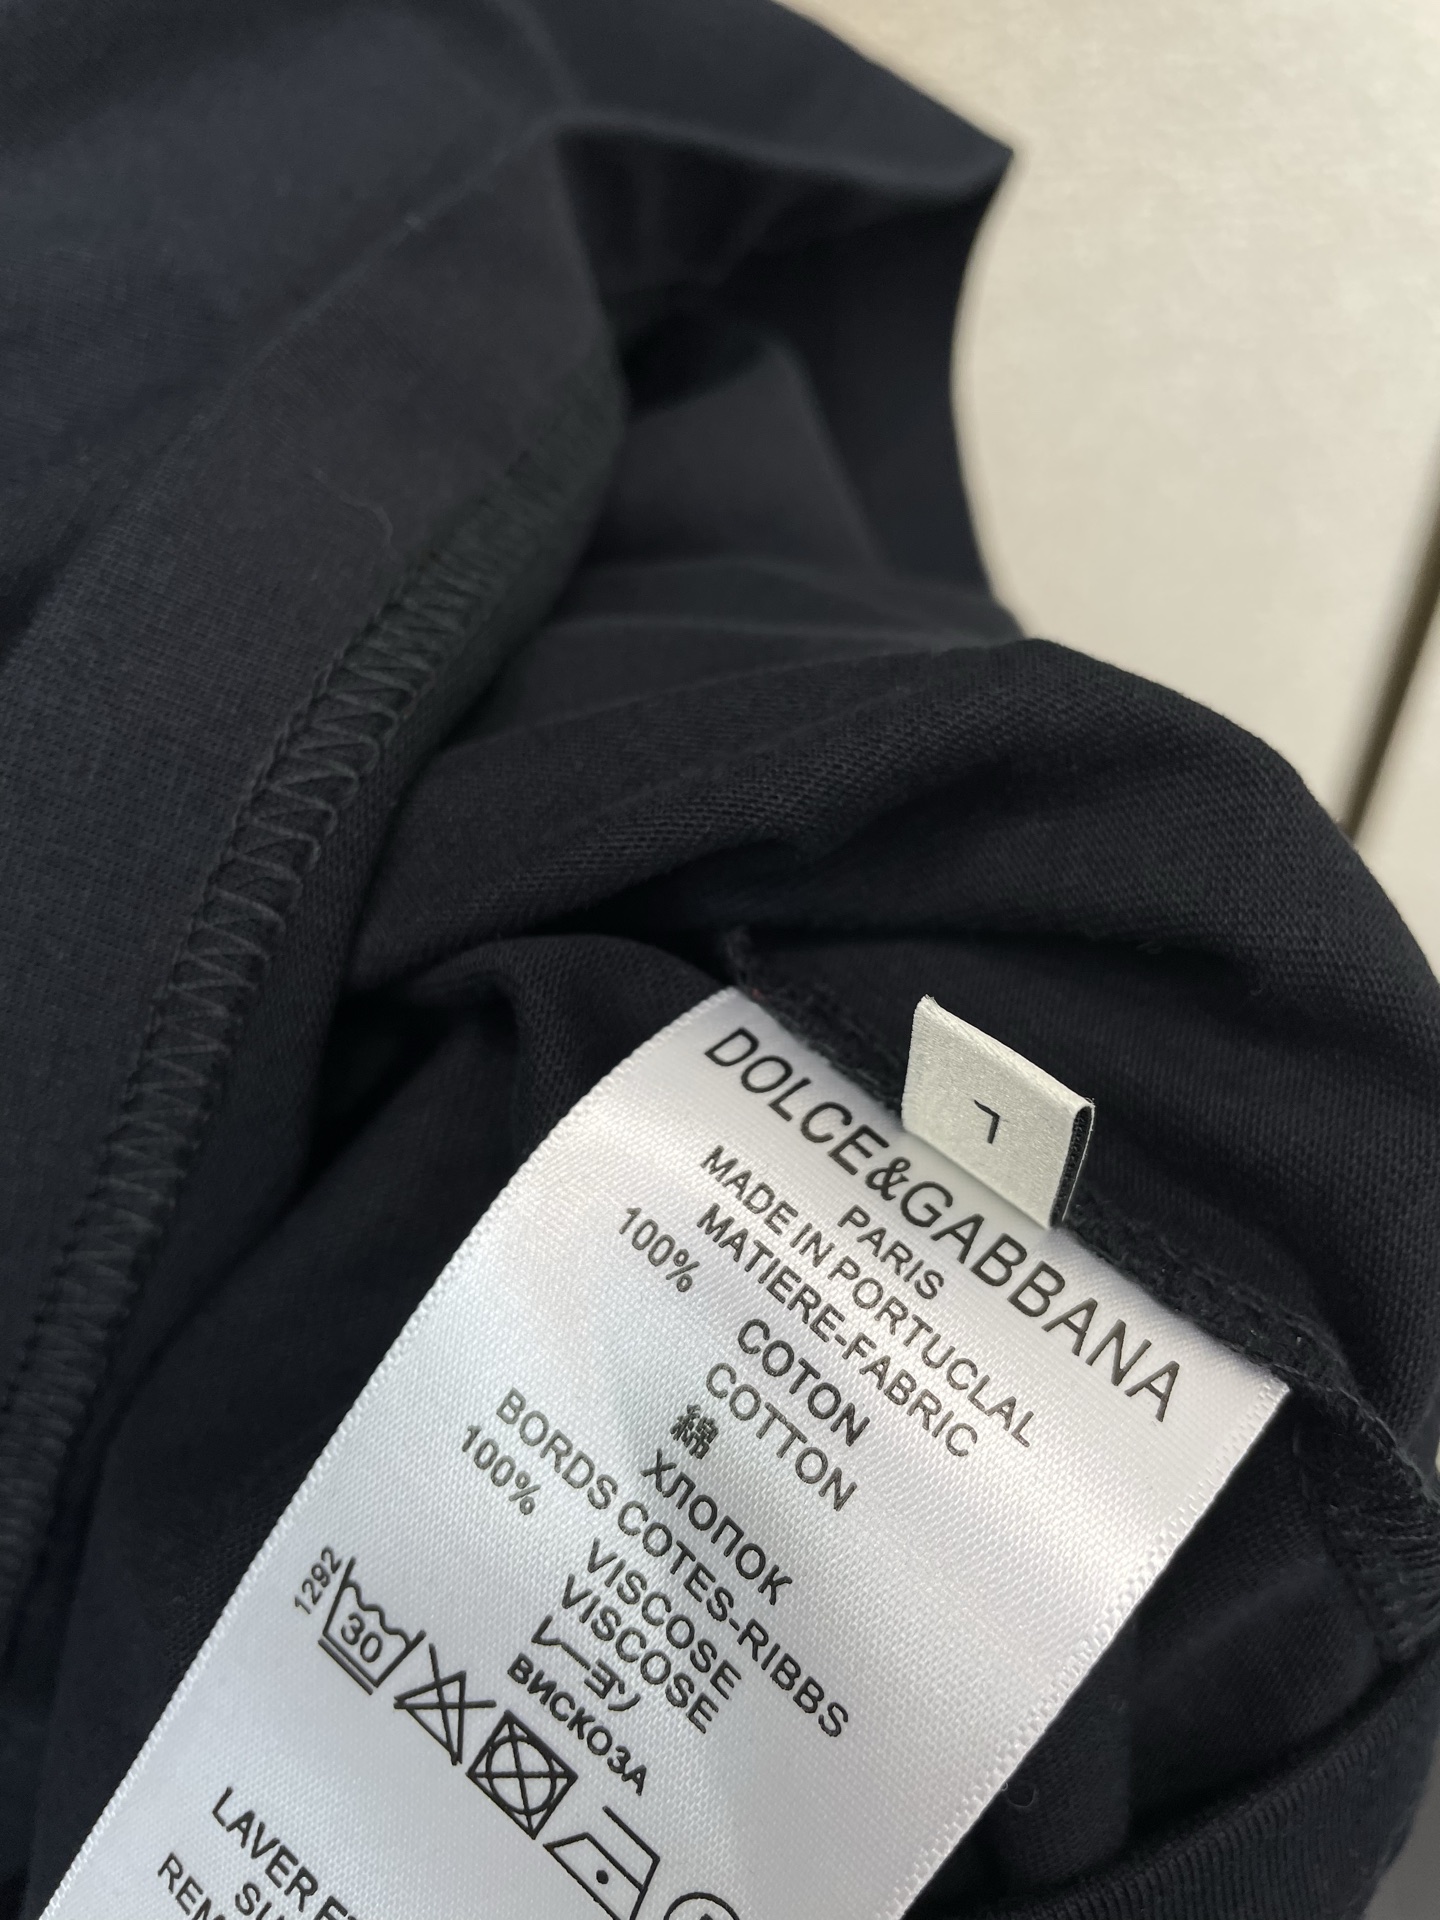 L
DOLCE&GABBANA
PARIS
MADE IN PORTUCLAL
MATIERE-FABRIC
100%
COTON
COTTON
綿
ХЛОПОК
BORDS COTES-RIBBS
100%
VISCOSE
VISCOSE
レーヨン
ВИСКОЗА
1292
30
LAVER